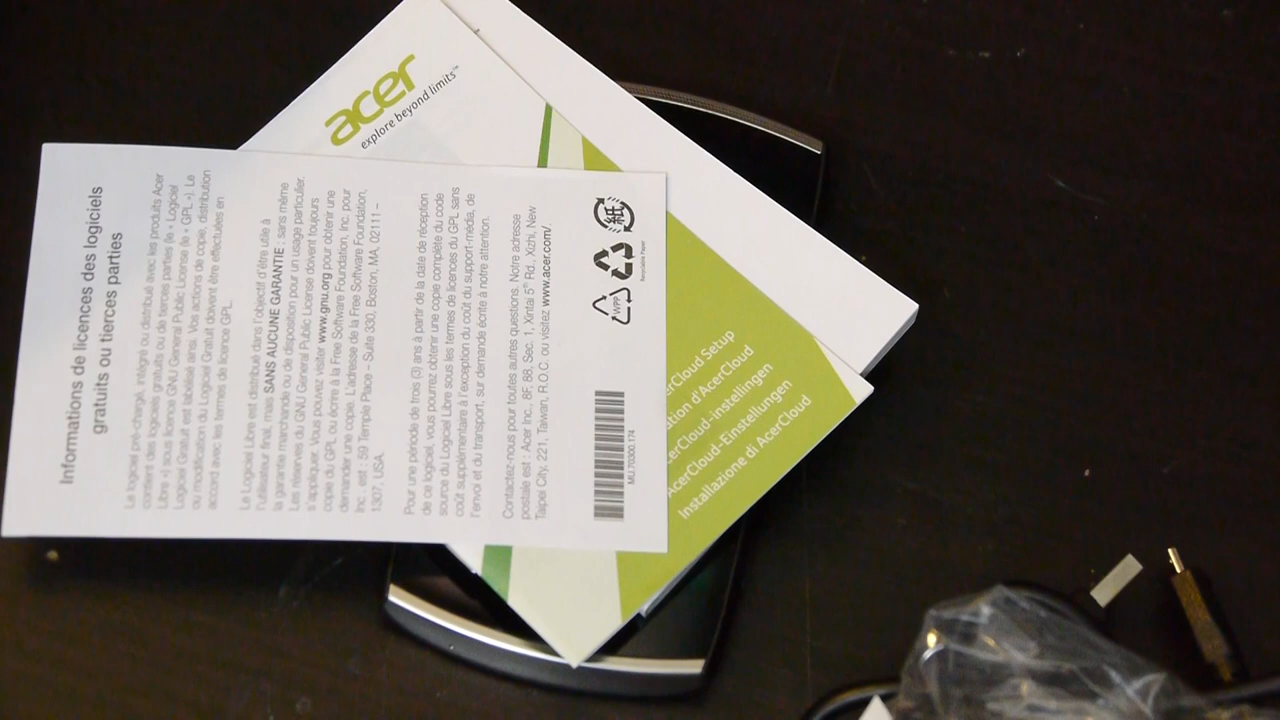 Informations de licences des logiciels
gratuits ou tierces parties
Le logiciel pré-chargé, intégré ou distribué avec les produits Acer
contient des logiciels gratuits ou de tierces parties (le « Logiciel
Libre ») sous licence GNU General Public License (le « GPL »). Le
Logiciel Gratuit est labélisé ainsi. Vos actions de copie, distribution
ou modification du Logiciel Gratuit doivent être effectuées en
accord avec les termes de licence GPL.
Le Logiciel Libre est distribué dans l'objectif d'être utile à
l'utilisateur final, mais SANS AUCUNE GARANTIE ; sans même
la garantie marchande ou de disposition pour un usage particulier.
Les réserves du GNU General Public License doivent toujours
s'appliquer. Vous pouvez visiter www.gnu.org pour obtenir une
copie du GPL ou écrire à la Free Software Foundation, Inc. pour
demander une copie. L'adresse de la Free Software Foundation,
Inc. est : 59 Temple Place – Suite 330, Boston, MA, 02111 –
1307, USA.
Pour une période de trois (3) ans à partir de la date de réception
de ce logiciel, vous pourrez obtenir une copie complète du code
source du Logiciel Libre sous les termes de licences du GPL sans
coût supplémentaire à l'exception du coût du support-média, de
l'envoi et du transport, sur demande écrite à notre attention.
Contactez-nous pour toutes autres questions. Notre adresse
postale est : Acer Inc., 8F, 88, Sec. 1, Xintai 5th Rd., Xizhi, New
Taipei City, 221, Taiwan, R.O.C. ou visitez www.acer.com/
MU.70300.174
WPP
紙
Recyclable Paper
acer
explore beyond limits™
erCloud Setup
ation d'AcerCloud
cerCloud-instellingen
AcerCloud-Einstellungen
Installazione di AcerCloud